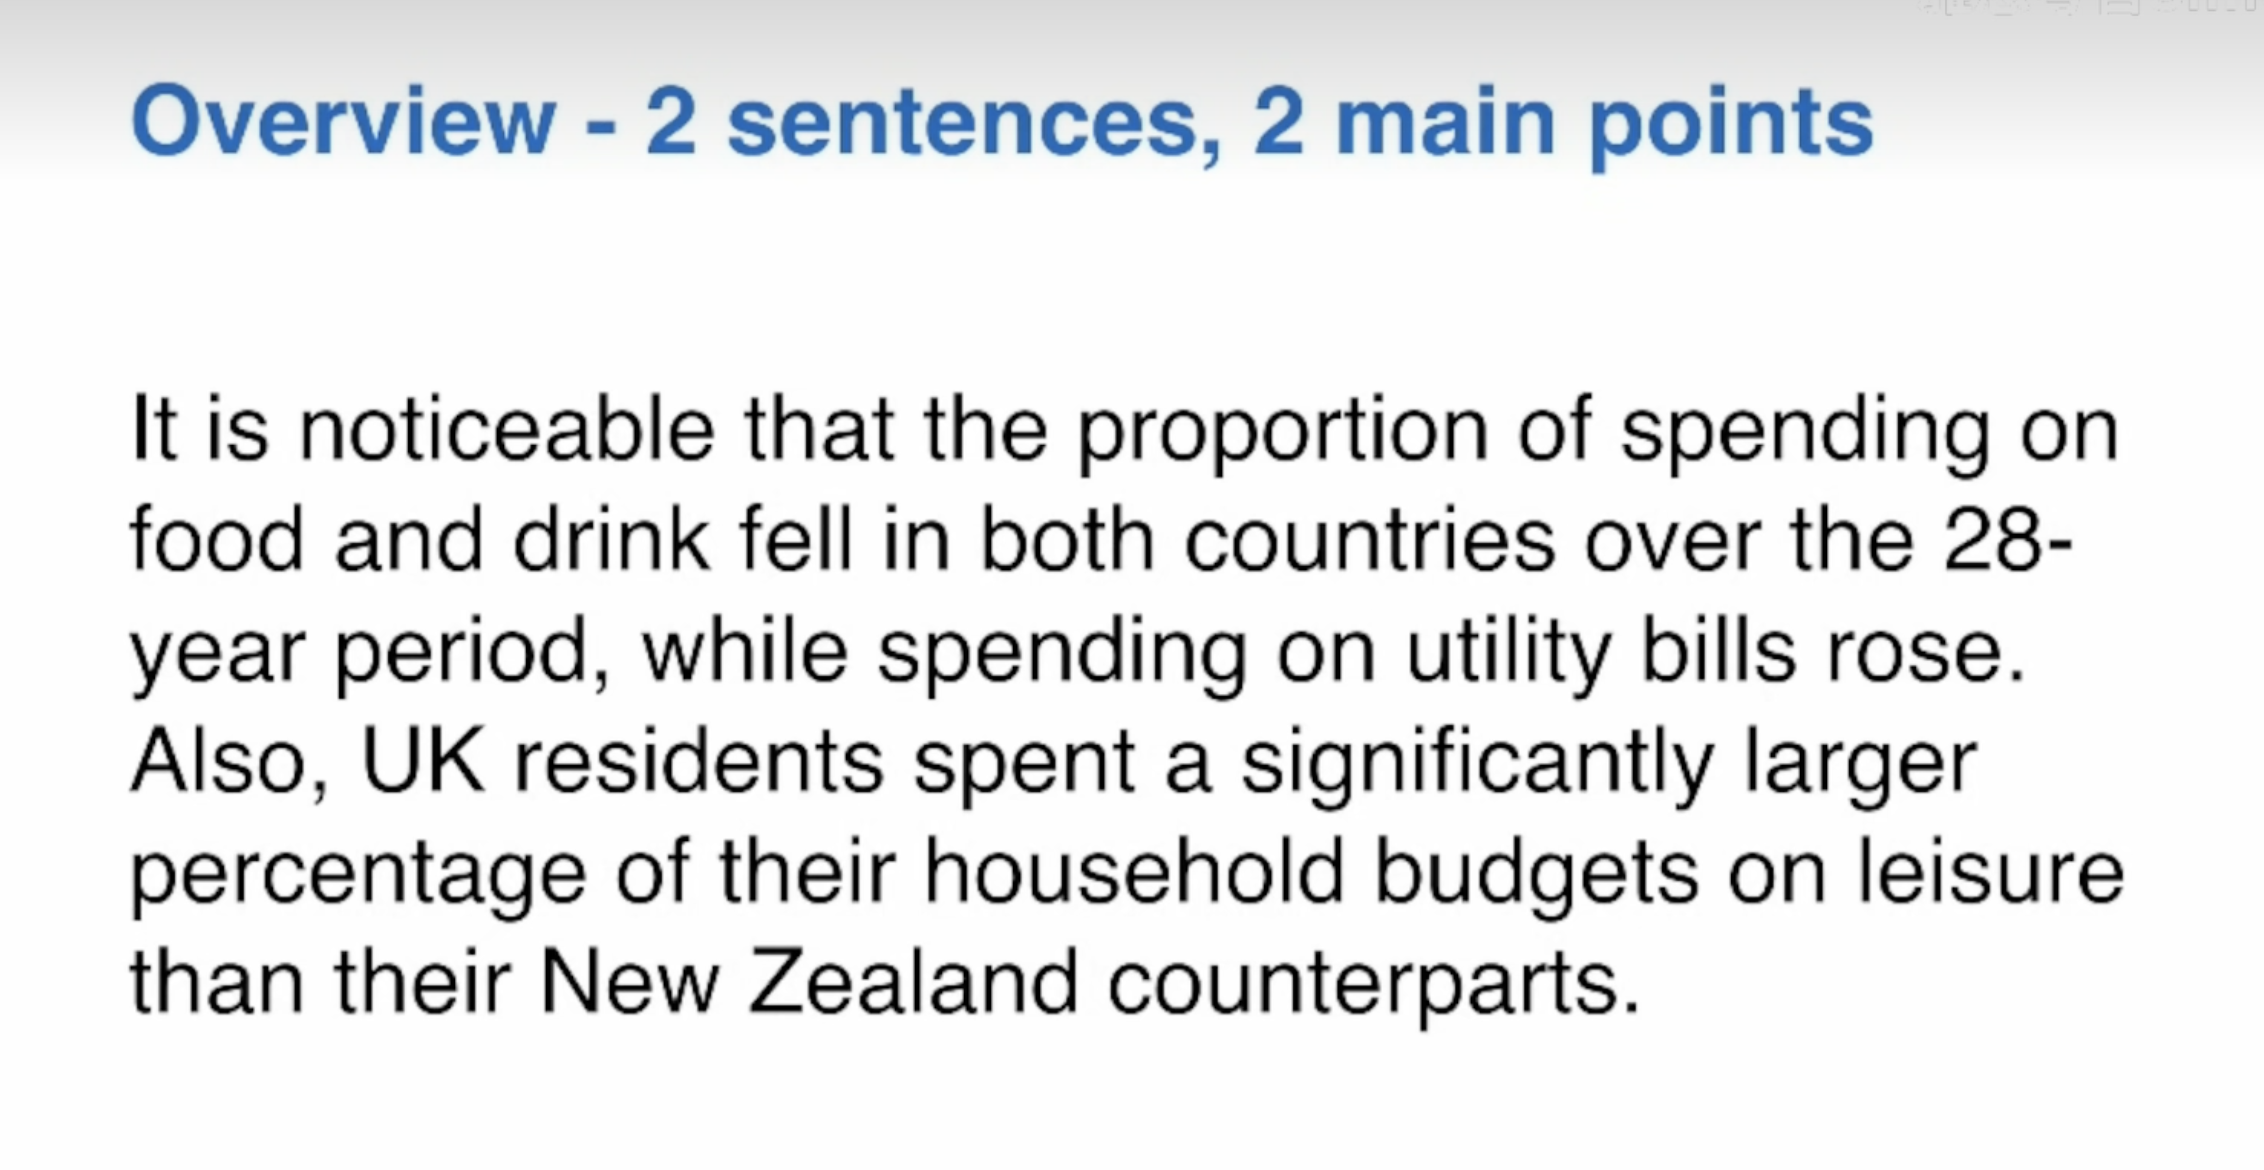 Overview - 2 sentences, 2 main points
It is noticeable that the proportion of spending on
food and drink fell in both countries over the 28-
year period, while spending on utility bills rose.
Also, UK residents spent a significantly larger
percentage of their household budgets on leisure
than their New Zealand counterparts.